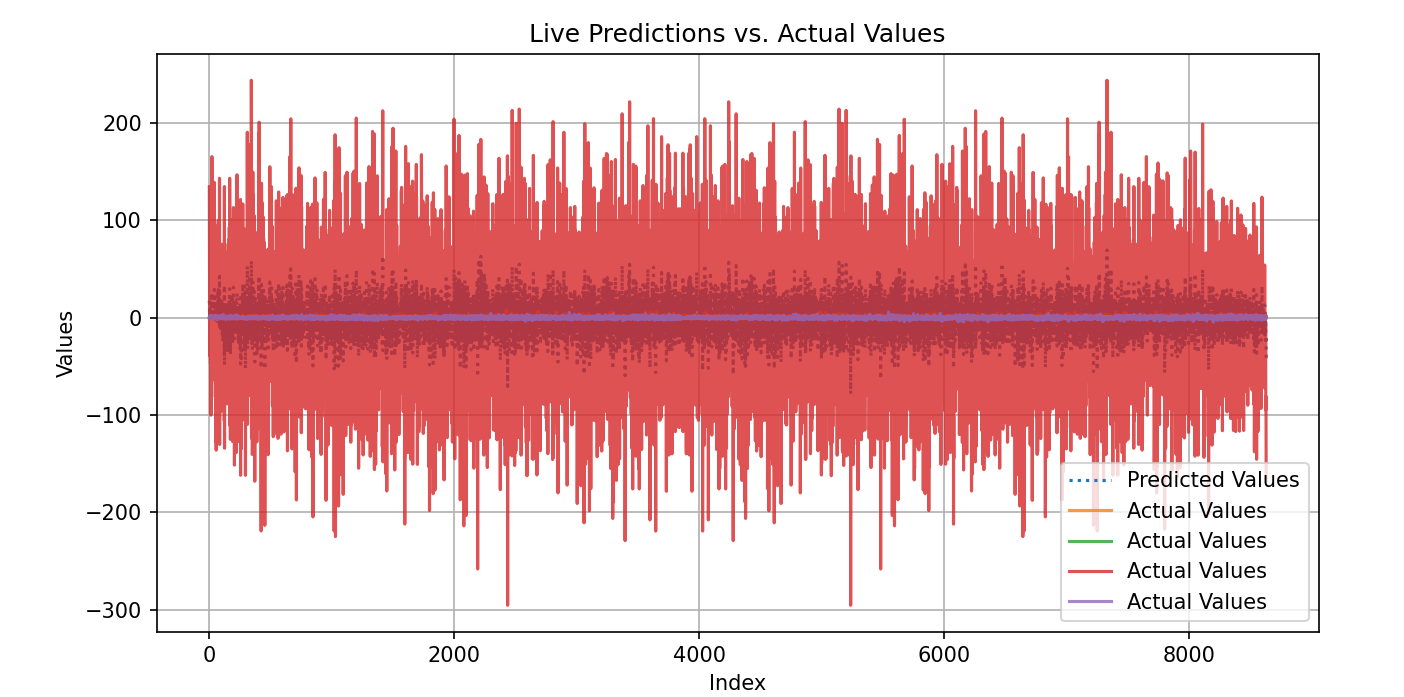 Live Predictions vs. Actual Values
200
100
0
−100
−200
−300
Values
0
2000
4000
6000
8000
Index
Predicted Values
Actual Values
Actual Values
Actual Values
Actual Values